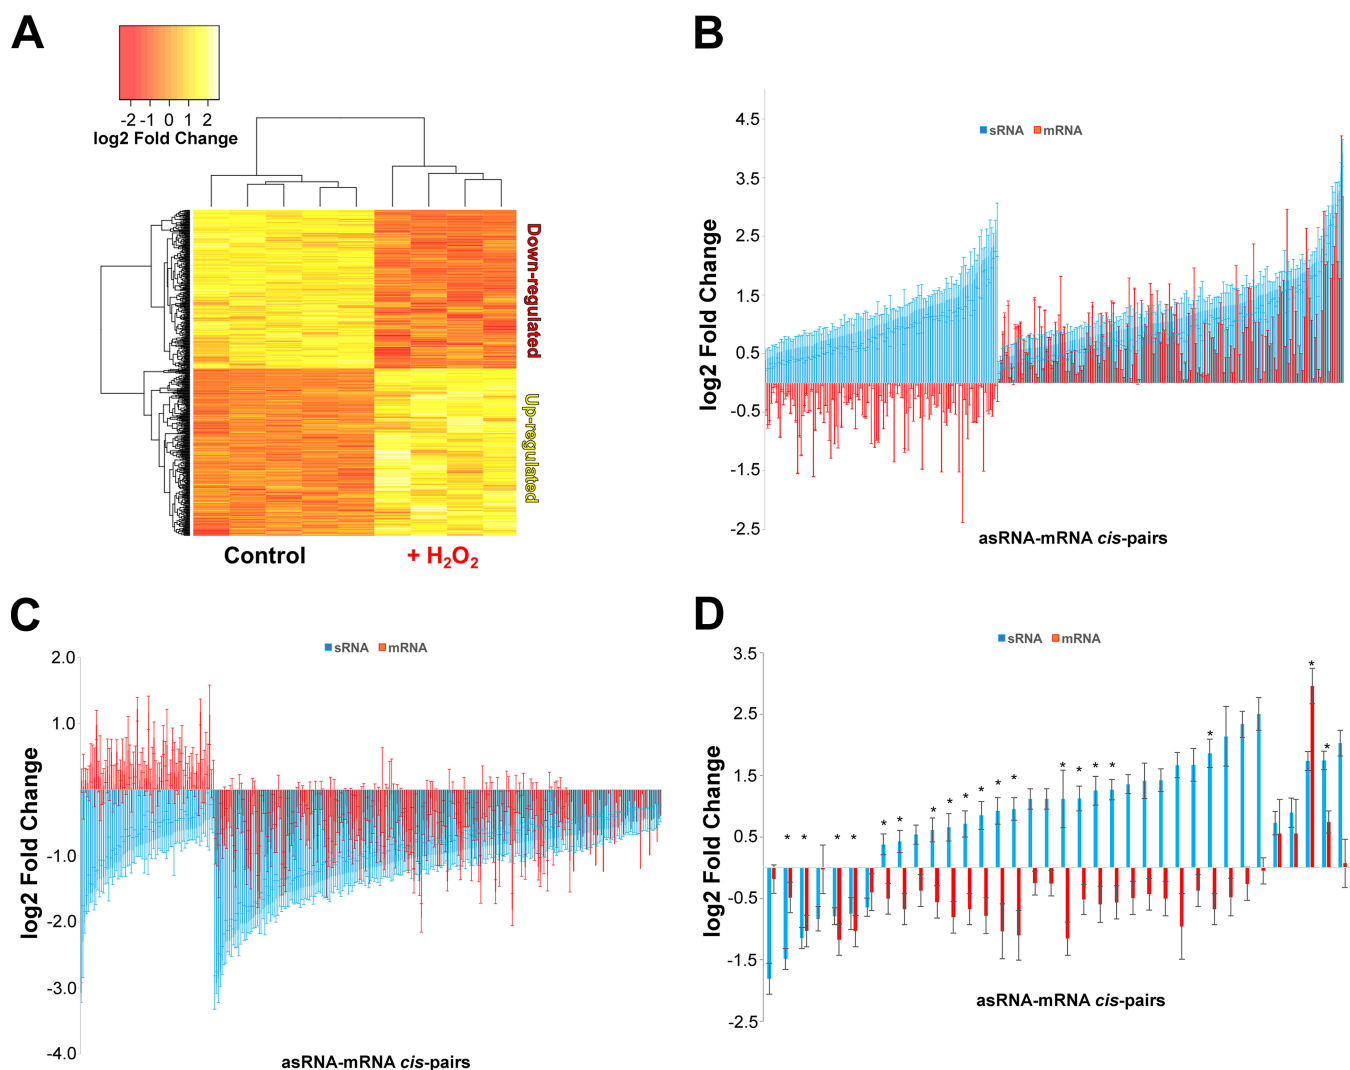 A
-2 -1 0 1 2
log2 Fold Change
Down-regulated
Up-regulated
Control
+ H₂O₂
B
sRNA mRNA
4.5
3.5
2.5
1.5
0.5
-0.5
-1.5
-2.5
log2 Fold Change
asRNA-mRNA cis-pairs
C
sRNA mRNA
2.0
1.0
0.0
-1.0
-2.0
-3.0
-4.0
log2 Fold Change
asRNA-mRNA cis-pairs
D
sRNA mRNA
3.5
2.5
1.5
0.5
-0.5
-1.5
-2.5
log2 Fold Change
* * * * * * * * * * * * * * * * * * *
asRNA-mRNA cis-pairs